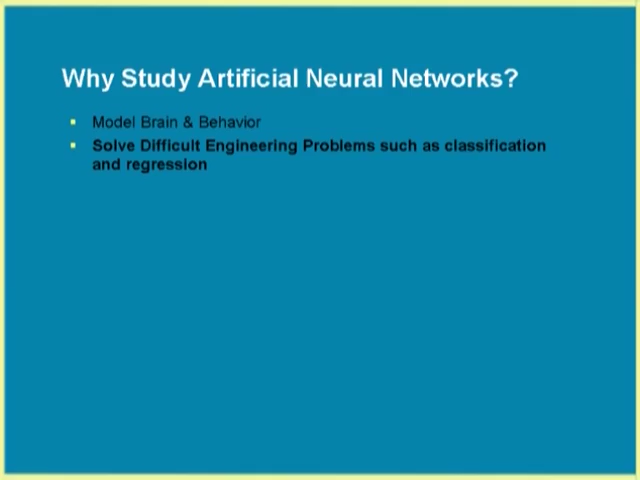 Why Study Artificial Neural Networks?
▪ Model Brain & Behavior
▪ Solve Difficult Engineering Problems such as classification
and regression